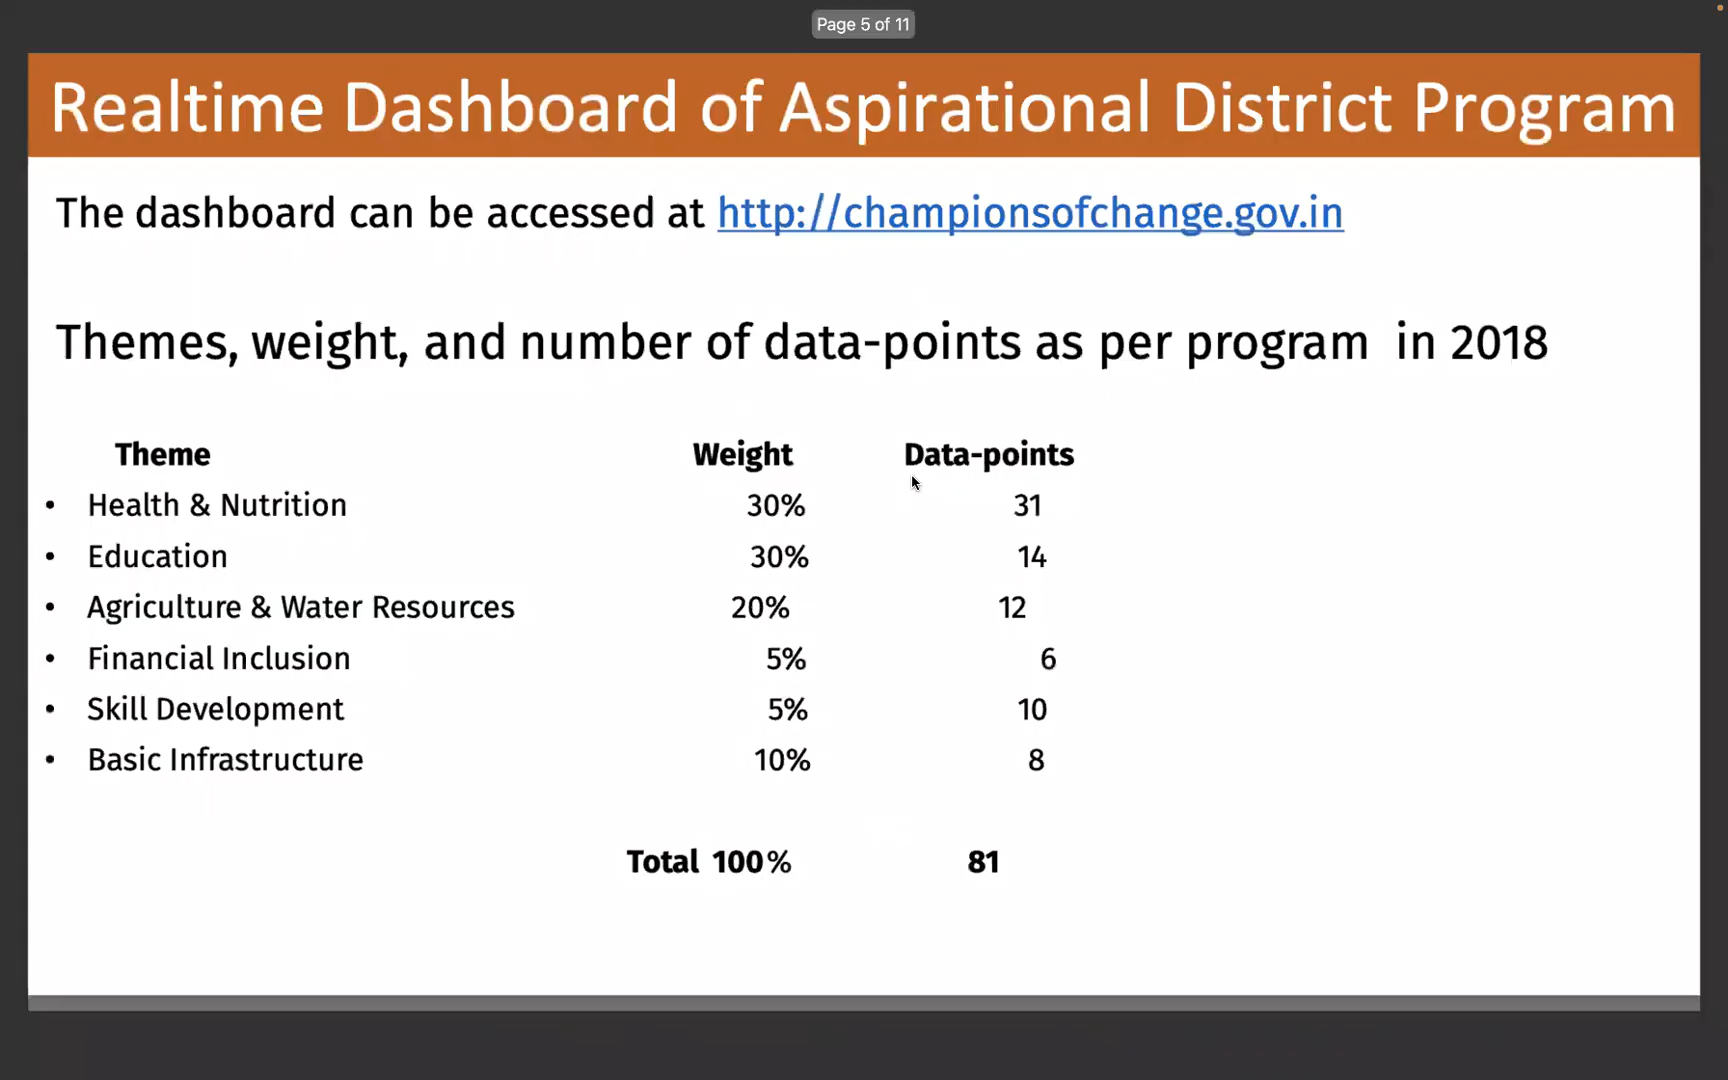 Page 5 of 11
Realtime Dashboard of Aspirational District Program
The dashboard can be accessed at http://championsofchange.gov.in
Themes, weight, and number of data-points as per program in 2018
Theme Weight Data-points
• Health & Nutrition 30% 31
• Education 30% 14
• Agriculture & Water Resources 20% 12
• Financial Inclusion 5% 6
• Skill Development 5% 10
• Basic Infrastructure 10% 8
Total 100% 81